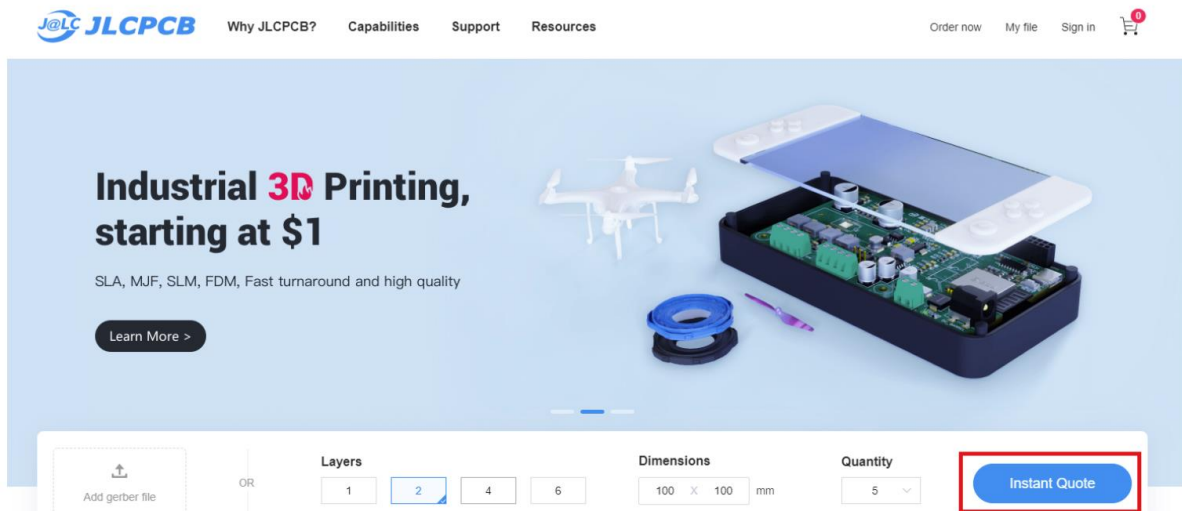 J@LC JLCPCB
Why JLCPCB?
Capabilities
Support
Resources
Order now
My file
Sign in
0
Industrial 3D Printing,
starting at $1
SLA, MJF, SLM, FDM, Fast turnaround and high quality
Learn More >
Add gerber file
OR
Layers
1
2
4
6
Dimensions
100 X 100 mm
Quantity
5
Instant Quote